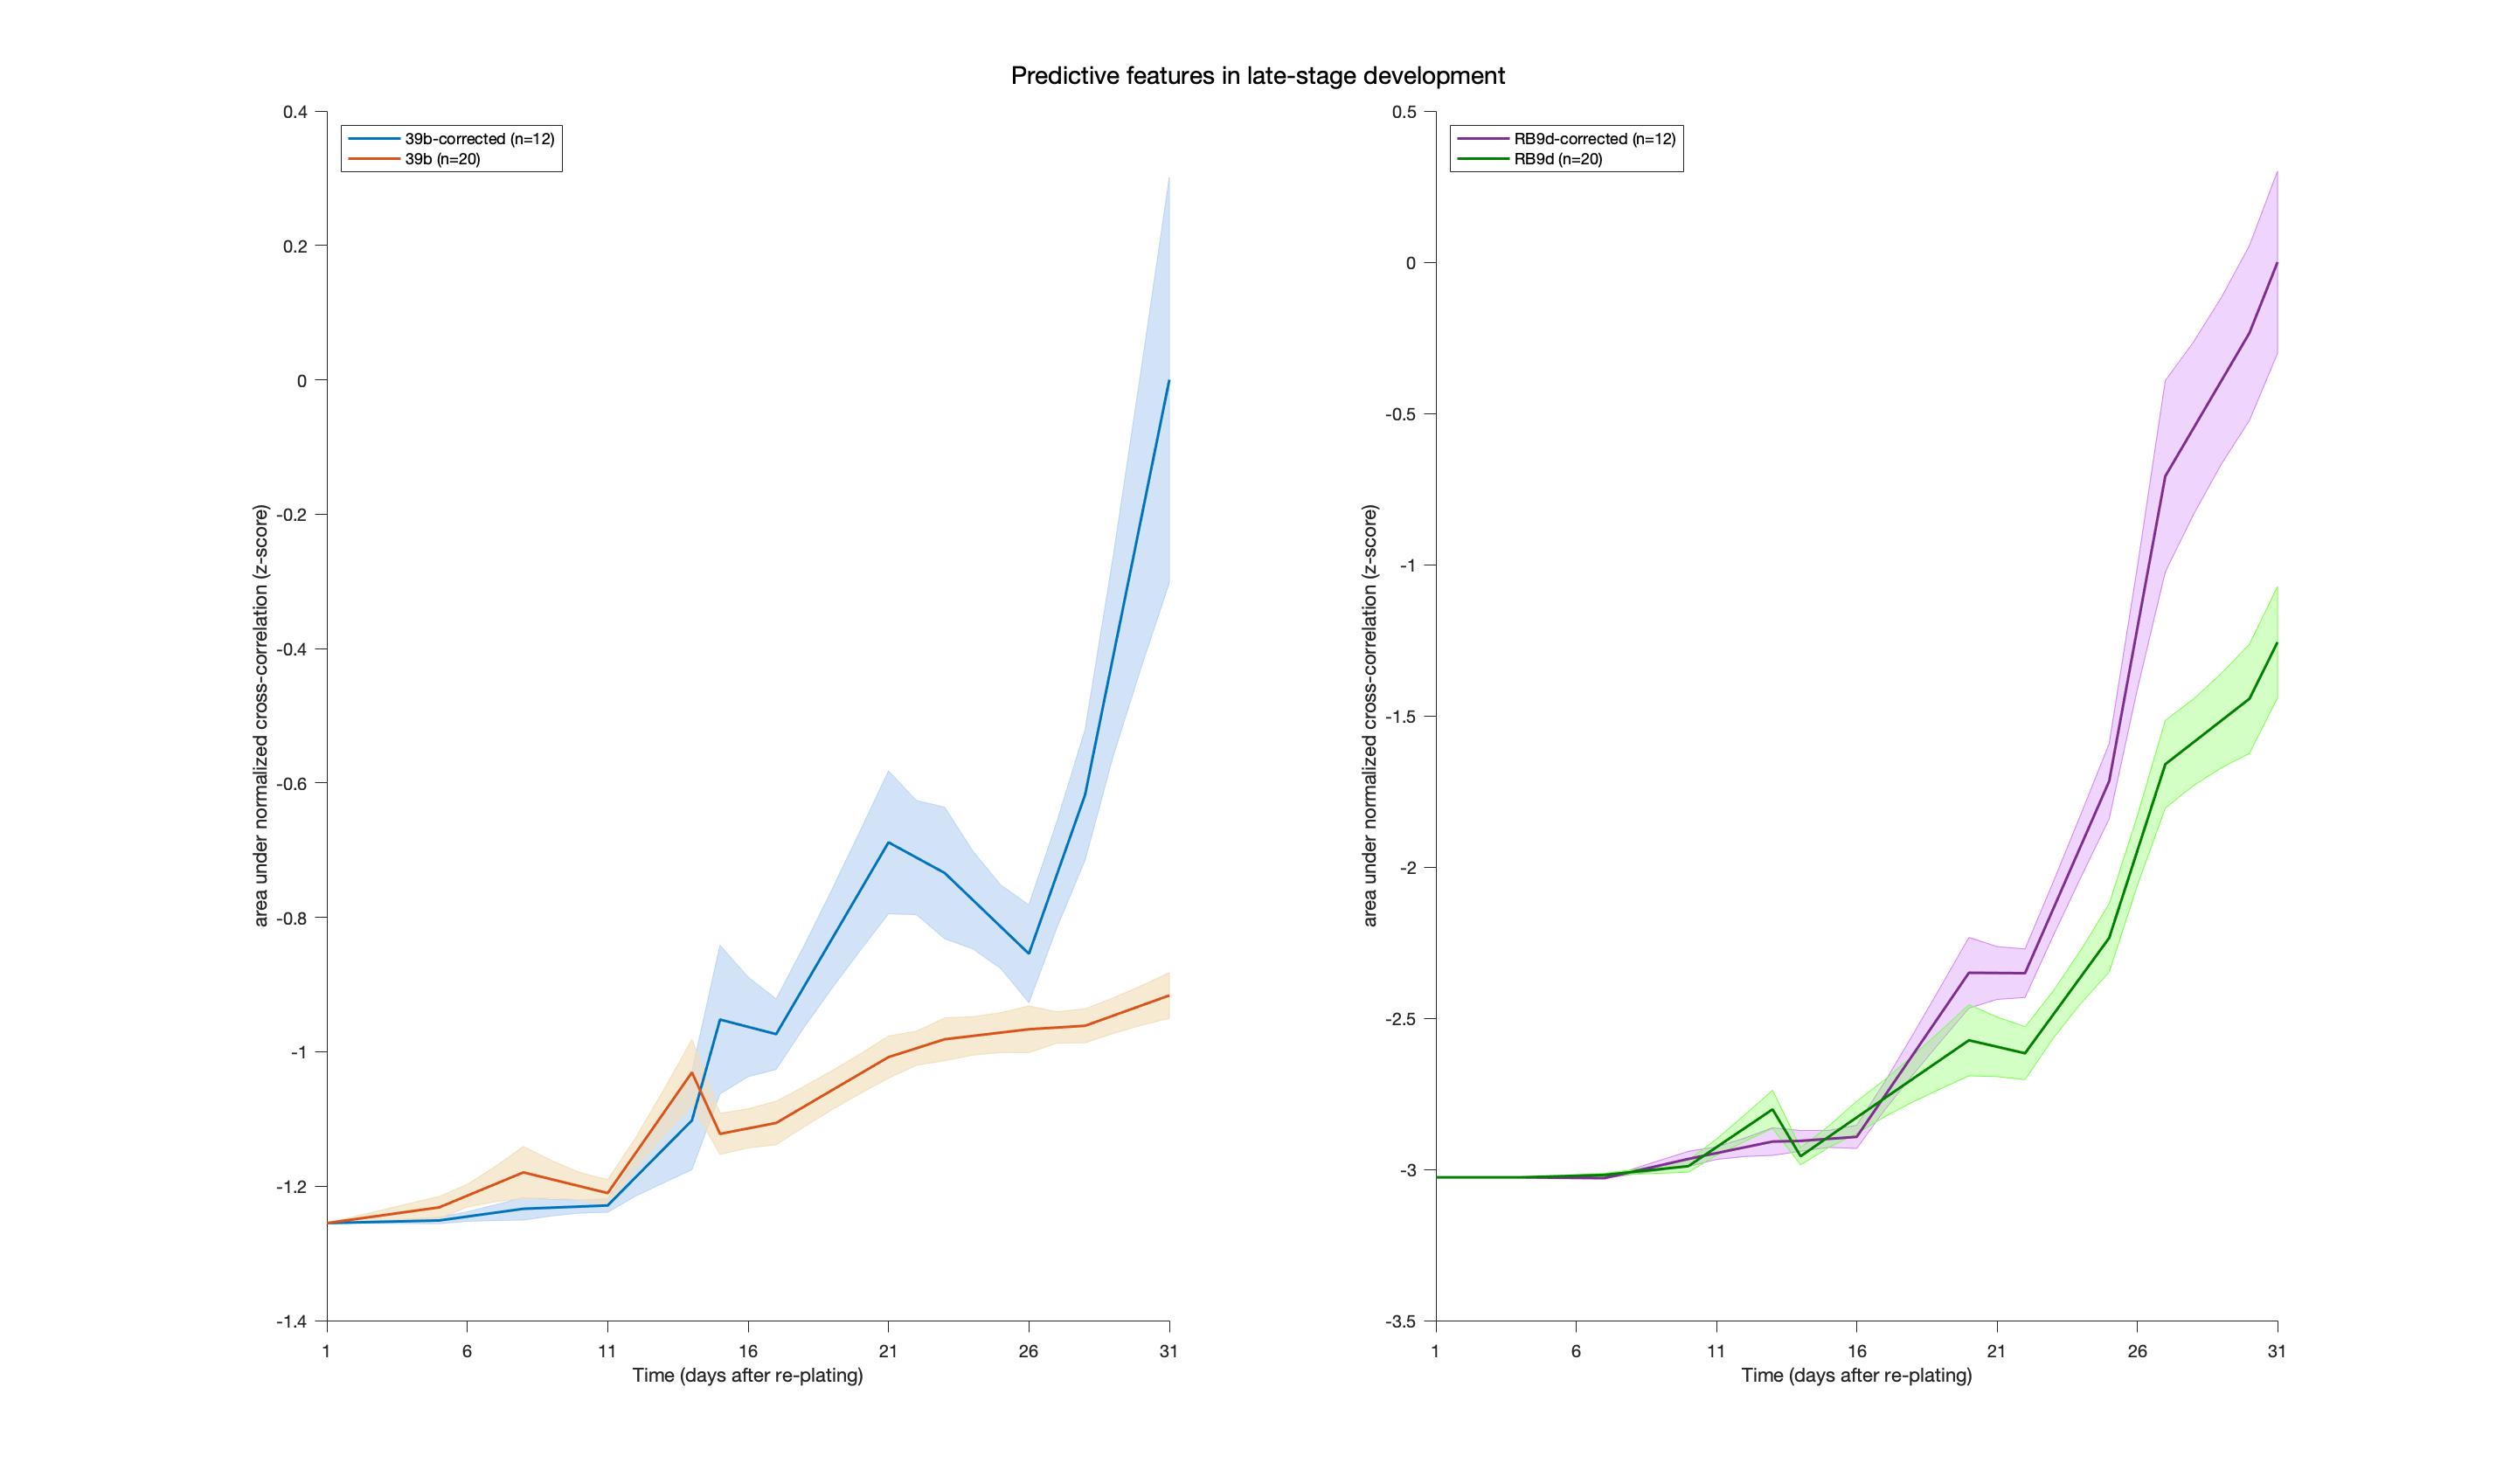 Predictive features in late-stage development
39b-corrected (n=12)
39b (n=20)
area under normalized cross-correlation (z-score)
0.4
0.2
0
-0.2
-0.4
-0.6
-0.8
-1
-1.2
-1.4
1 6 11 16 21 26 31
Time (days after re-plating)
RB9d-corrected (n=12)
RB9d (n=20)
area under normalized cross-correlation (z-score)
0.5
0
-0.5
-1
-1.5
-2
-2.5
-3
-3.5
1 6 11 16 21 26 31
Time (days after re-plating)